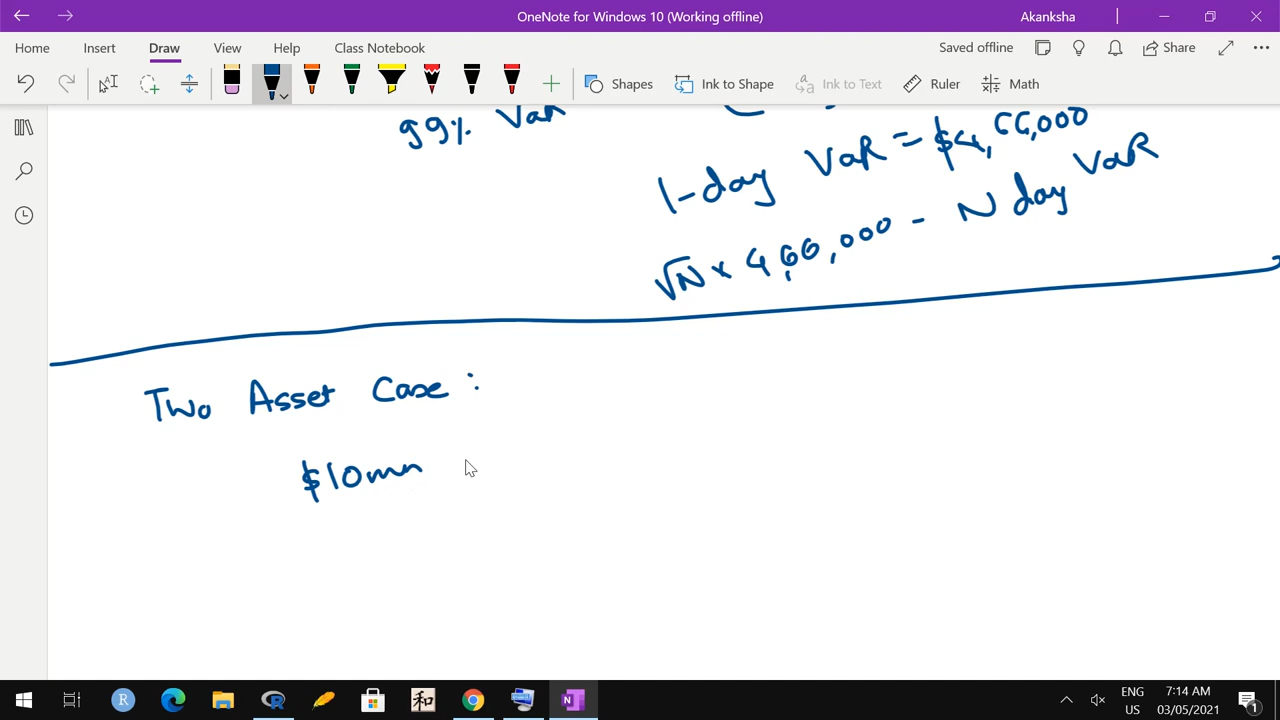 OneNote for Windows 10 (Working offline)
Akanksha
Home Insert Draw View Help Class Notebook
Saved offline
Share
Shapes
Ink to Shape
Ink to Text
Ruler
Math
99% VaR
1-day VaR = $4,66,000
√N × 4,66,000 - N day VaR
Two Asset Case :
$10mn
ENG
US
7:14 AM
03/05/2021